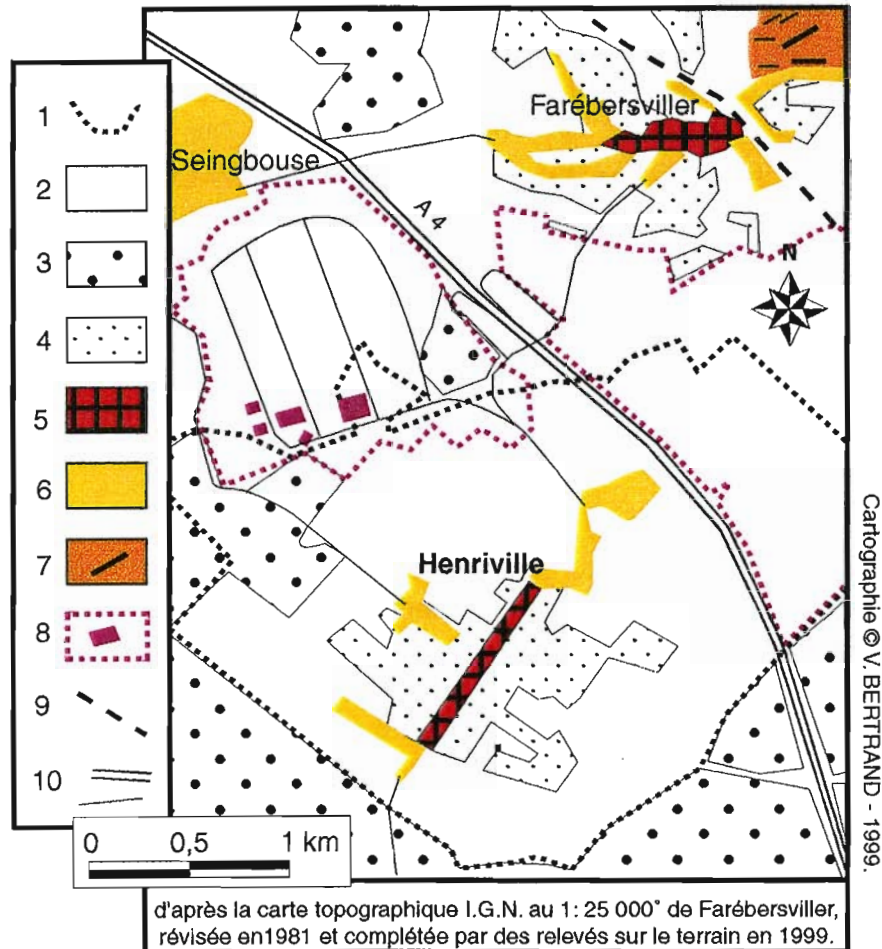 1
2
3
4
5
6
7
8
9
10
0 0,5 1 km
Farébersviller
Seingbouse
A 4
N
Henriville
Cartographie © V. BERTRAND - 1999.
d'après la carte topographique I.G.N. au 1: 25 000° de Farébersviller,
révisée en1981 et complétée par des relevés sur le terrain en 1999.